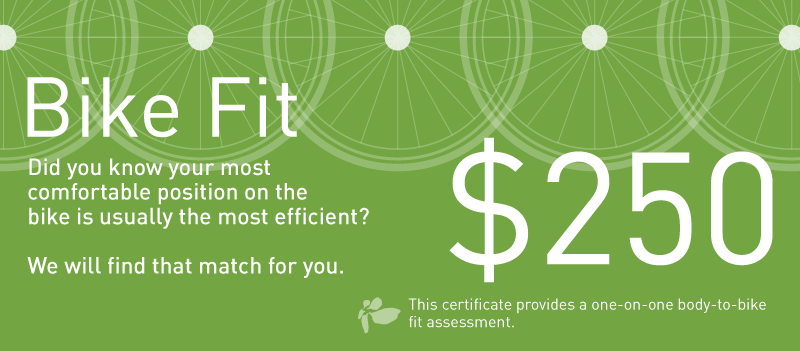 Bike Fit
Did you know your most
comfortable position on the
bike is usually the most efficient?
We will find that match for you.
$250
This certificate provides a one-on-one body-to-bike
fit assessment.